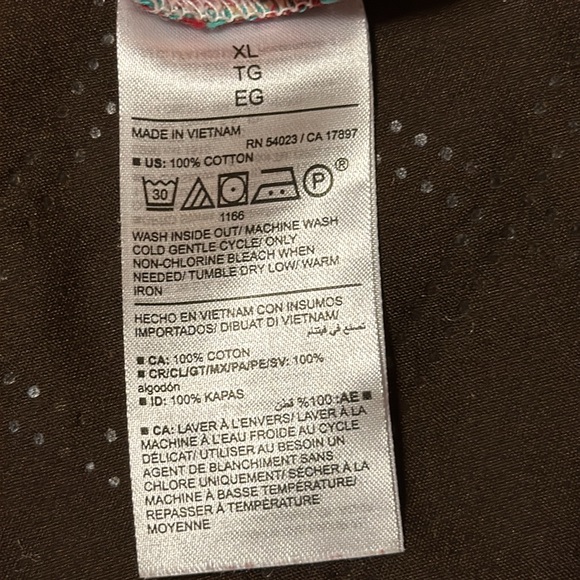 XL
TG
EG
MADE IN VIETNAM
RN 54023 / CA 17897
■ US: 100% COTTON
30 P ®
1166
WASH INSIDE OUT/ MACHINE WASH
COLD GENTLE CYCLE/ ONLY
NON-CHLORINE BLEACH WHEN
NEEDED/ TUMBLE DRY LOW/ WARM
IRON
HECHO EN VIETNAM CON INSUMOS
IMPORTADOS/ DIBUAT DI VIETNAM/
تصنع في فيتنام
■ CA: 100% COTON
■ CR/CL/GT/MX/PA/PE/SV: 100%
algodón
■ ID: 100% KAPAS
■ AE: 100% قطن
■ CA: LAVER À L'ENVERS/ LAVER À LA
MACHINE À L'EAU FROIDE AU CYCLE
DÉLICAT/ UTILISER AU BESOIN UN
AGENT DE BLANCHIMENT SANS
CHLORE UNIQUEMENT/ SÉCHER À LA
MACHINE À BASSE TEMPÉRATURE/
REPASSER À TEMPÉRATURE
MOYENNE